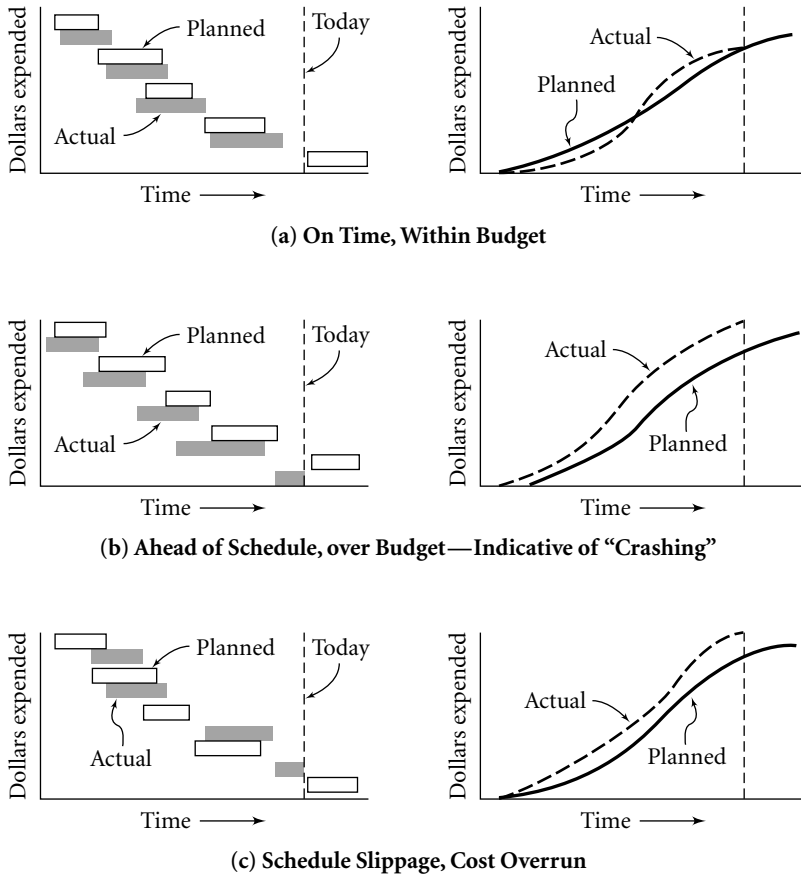 Dollars expended
Planned
Today
Actual
Time
Dollars expended
Actual
Planned
Time
(a) On Time, Within Budget
Dollars expended
Planned
Today
Actual
Time
Dollars expended
Actual
Planned
Time
(b) Ahead of Schedule, over Budget—Indicative of “Crashing”
Dollars expended
Planned
Today
Actual
Time
Dollars expended
Actual
Planned
Time
(c) Schedule Slippage, Cost Overrun